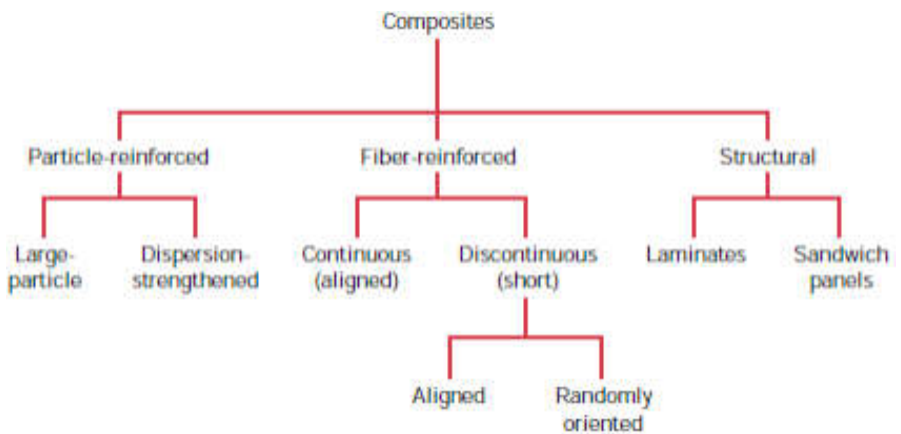 Composites
Particle-reinforced Fiber-reinforced Structural
Large-
particle
Dispersion-
strengthened
Continuous
(aligned)
Discontinuous
(short)
Laminates
Sandwich
panels
Aligned
Randomly
oriented